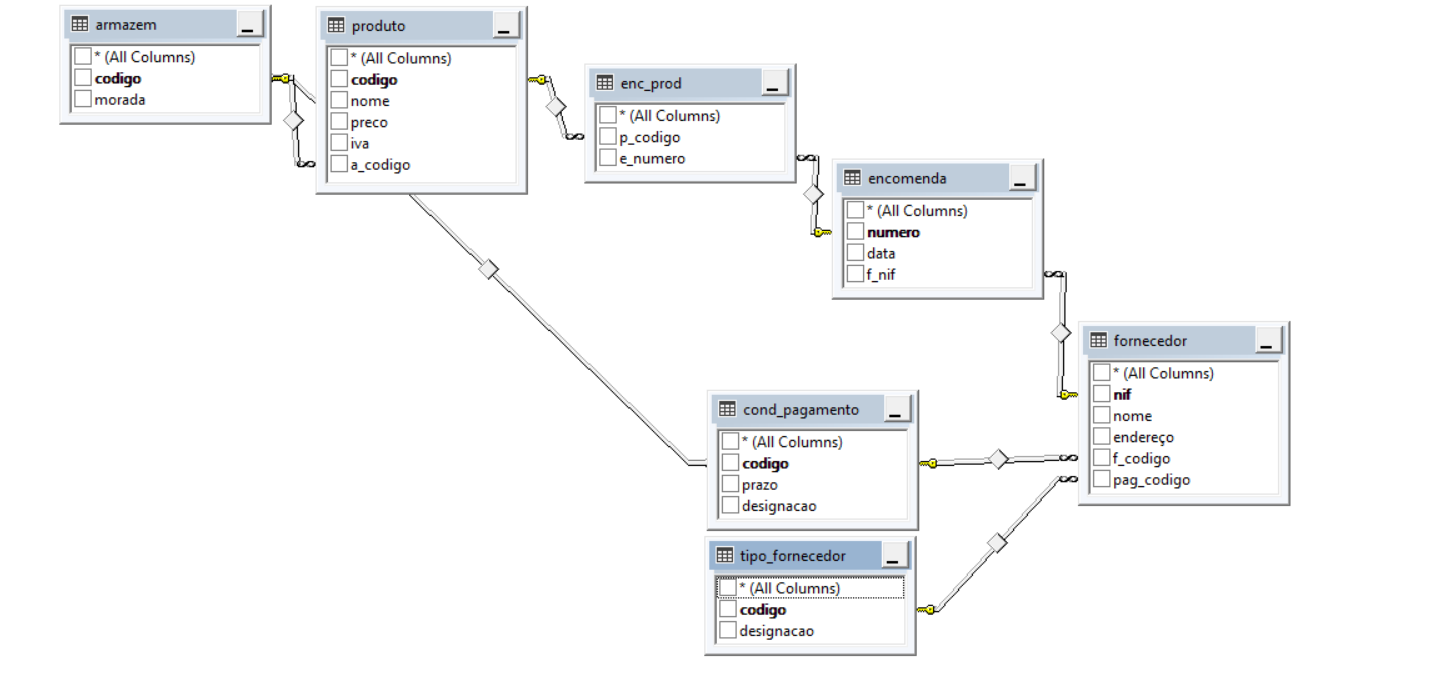 armazem
* (All Columns)
codigo
morada
produto
* (All Columns)
codigo
nome
preco
iva
a_codigo
enc_prod
* (All Columns)
p_codigo
e_numero
encomenda
* (All Columns)
numero
data
f_nif
fornecedor
* (All Columns)
nif
nome
endereço
f_codigo
pag_codigo
cond_pagamento
* (All Columns)
codigo
prazo
designacao
tipo_fornecedor
* (All Columns)
codigo
designacao